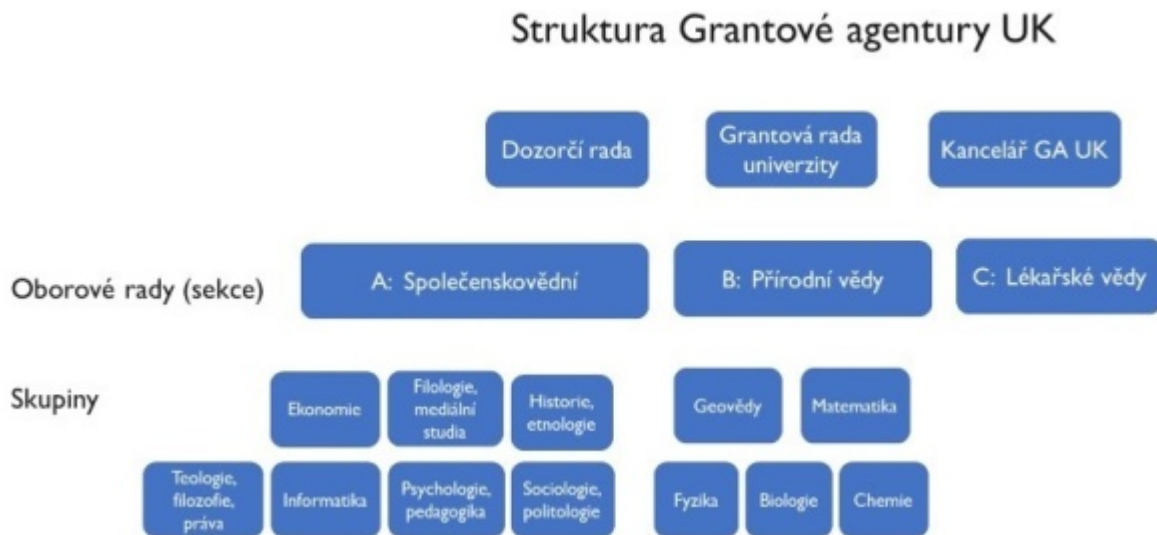 Struktura Grantové agentury UK
Dozorčí rada
Grantová rada
univerzity
Kancelář GA UK
Oborové rady (sekce)
A: Společenskovědní
B: Přírodní vědy
C: Lékařské vědy
Skupiny
Ekonomie
Filologie,
mediální
studia
Historie,
etnologie
Geovědy
Matematika
Teologie,
filozofie,
práva
Informatika
Psychologie,
pedagogika
Sociologie,
politologie
Fyzika
Biologie
Chemie